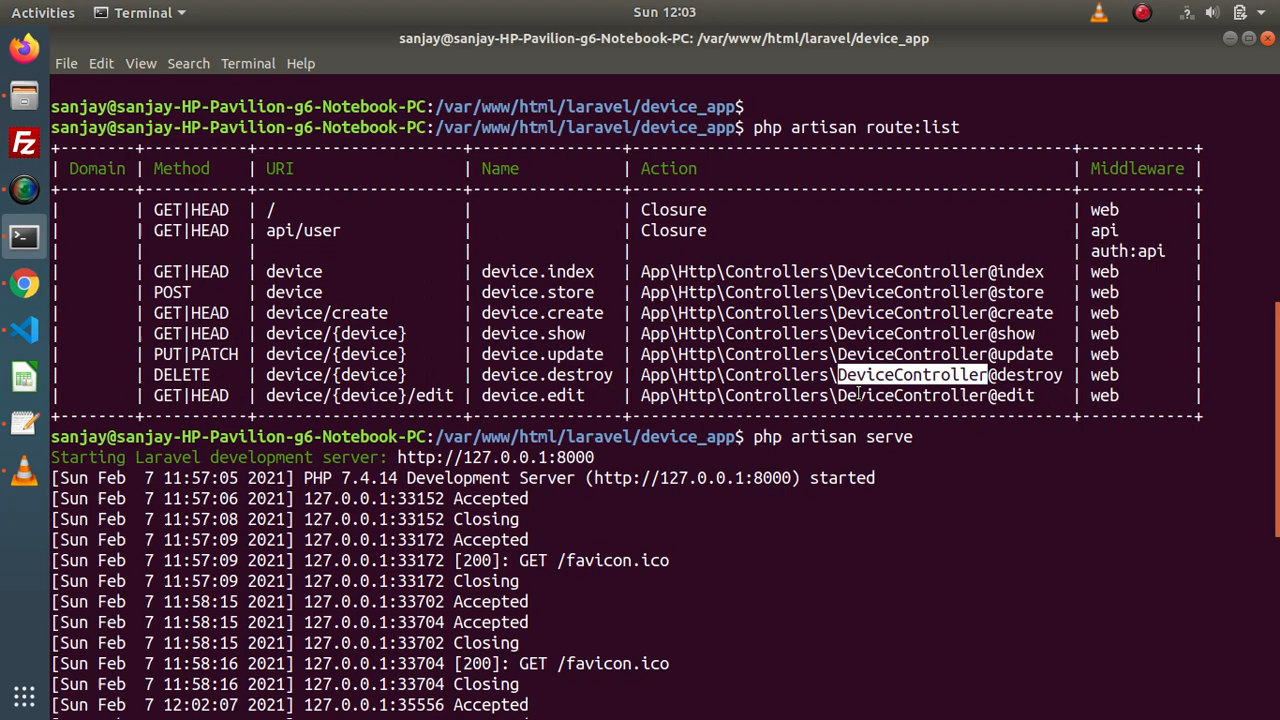 Activities Terminal Sun 12:03
sanjay@sanjay-HP-Pavilion-g6-Notebook-PC: /var/www/html/laravel/device_app
File Edit View Search Terminal Help
sanjay@sanjay-HP-Pavilion-g6-Notebook-PC:/var/www/html/laravel/device_app$
sanjay@sanjay-HP-Pavilion-g6-Notebook-PC:/var/www/html/laravel/device_app$ php artisan route:list
+--------+-----------+----------------------+----------------+-----------------------------------------------+------------+
| Domain | Method | URI | Name | Action | Middleware |
+--------+-----------+----------------------+----------------+-----------------------------------------------+------------+
| | GET|HEAD | / | | Closure | web |
| | GET|HEAD | api/user | | Closure | api |
| | | | | | auth:api |
| | GET|HEAD | device | device.index | App\Http\Controllers\DeviceController@index | web |
| | POST | device | device.store | App\Http\Controllers\DeviceController@store | web |
| | GET|HEAD | device/create | device.create | App\Http\Controllers\DeviceController@create | web |
| | GET|HEAD | device/{device} | device.show | App\Http\Controllers\DeviceController@show | web |
| | PUT|PATCH | device/{device} | device.update | App\Http\Controllers\DeviceController@update | web |
| | DELETE | device/{device} | device.destroy | App\Http\Controllers\DeviceController@destroy | web |
| | GET|HEAD | device/{device}/edit | device.edit | App\Http\Controllers\DeviceController@edit | web |
+--------+-----------+----------------------+----------------+-----------------------------------------------+------------+
sanjay@sanjay-HP-Pavilion-g6-Notebook-PC:/var/www/html/laravel/device_app$ php artisan serve
Starting Laravel development server: http://127.0.0.1:8000
[Sun Feb  7 11:57:05 2021] PHP 7.4.14 Development Server (http://127.0.0.1:8000) started
[Sun Feb  7 11:57:06 2021] 127.0.0.1:33152 Accepted
[Sun Feb  7 11:57:08 2021] 127.0.0.1:33152 Closing
[Sun Feb  7 11:57:09 2021] 127.0.0.1:33172 Accepted
[Sun Feb  7 11:57:09 2021] 127.0.0.1:33172 [200]: GET /favicon.ico
[Sun Feb  7 11:57:09 2021] 127.0.0.1:33172 Closing
[Sun Feb  7 11:58:15 2021] 127.0.0.1:33702 Accepted
[Sun Feb  7 11:58:15 2021] 127.0.0.1:33704 Accepted
[Sun Feb  7 11:58:15 2021] 127.0.0.1:33702 Closing
[Sun Feb  7 11:58:16 2021] 127.0.0.1:33704 [200]: GET /favicon.ico
[Sun Feb  7 11:58:16 2021] 127.0.0.1:33704 Closing
[Sun Feb  7 12:02:07 2021] 127.0.0.1:35556 Accepted